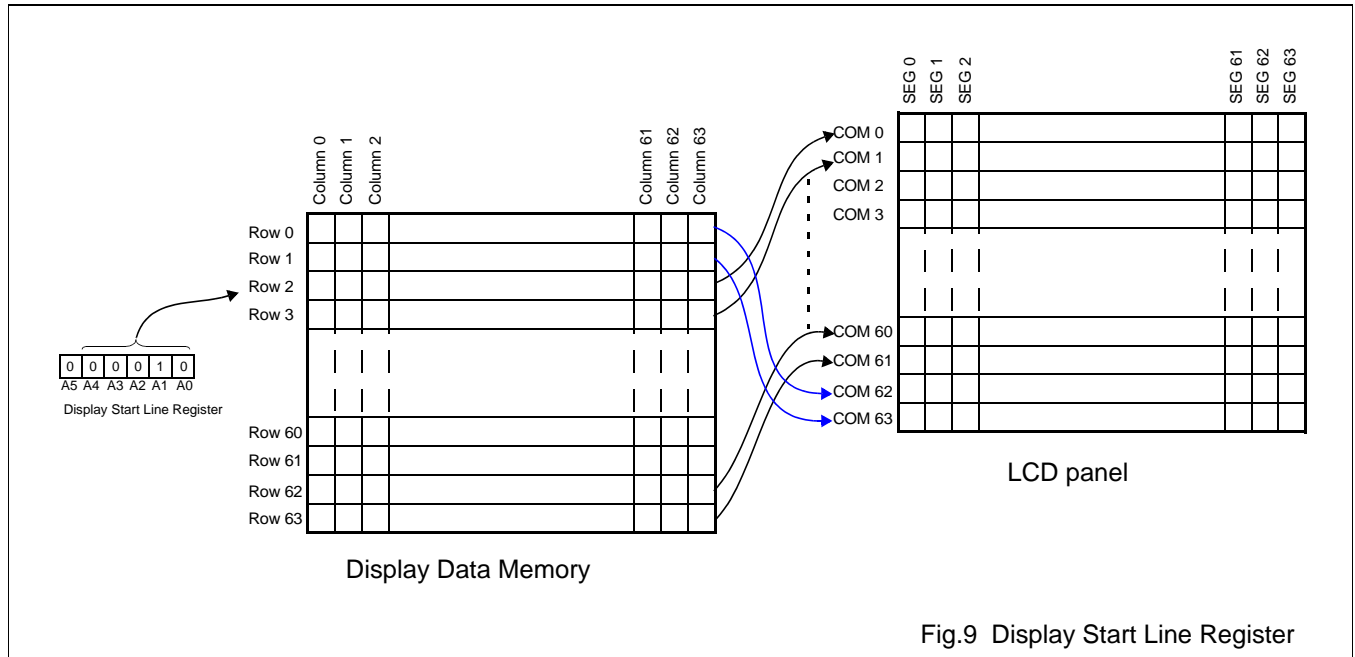 SEG 0
SEG 1
SEG 2
SEG 61
SEG 62
SEG 63
COM 0
COM 1
COM 2
COM 3
COM 60
COM 61
COM 62
COM 63
LCD panel
Column 0
Column 1
Column 2
Column 61
Column 62
Column 63
Row 0
Row 1
Row 2
Row 3
Row 60
Row 61
Row 62
Row 63
Display Data Memory
0 0 0 0 1 0
A5 A4 A3 A2 A1 A0
Display Start Line Register
Fig.9 Display Start Line Register